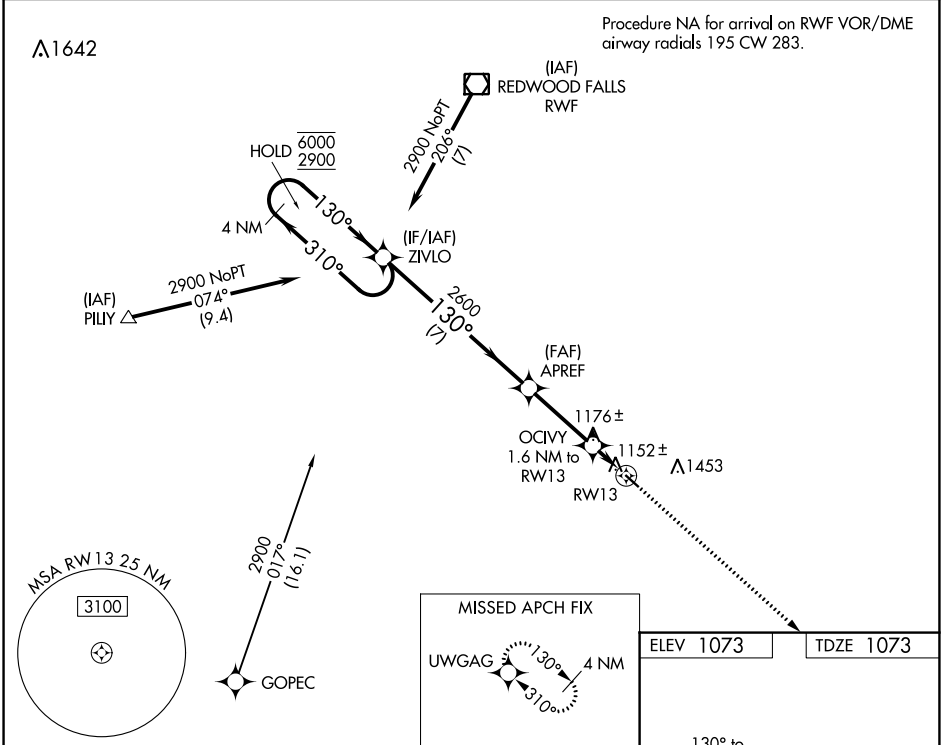 Procedure NA for arrival on RWF VOR/DME
airway radials 195 CW 283.
1642
(IAF)
REDWOOD FALLS
RWF
2900 NoPT
206°
(7)
HOLD 6000
2900
4 NM
130°
310°
(IF/IAF)
ZIVLO
2900 NoPT
074°
(9.4)
(IAF)
PILIY
2600
130°
(7)
(FAF)
APREF
1176±
OCIVY
1.6 NM to
RW13
1152±
1453
RW13
2900
017°
(16.1)
GOPEC
MSA RW13 25 NM
3100
MISSED APCH FIX
UWGAG
130°
310°
4 NM
ELEV 1073
TDZE 1073
130° to